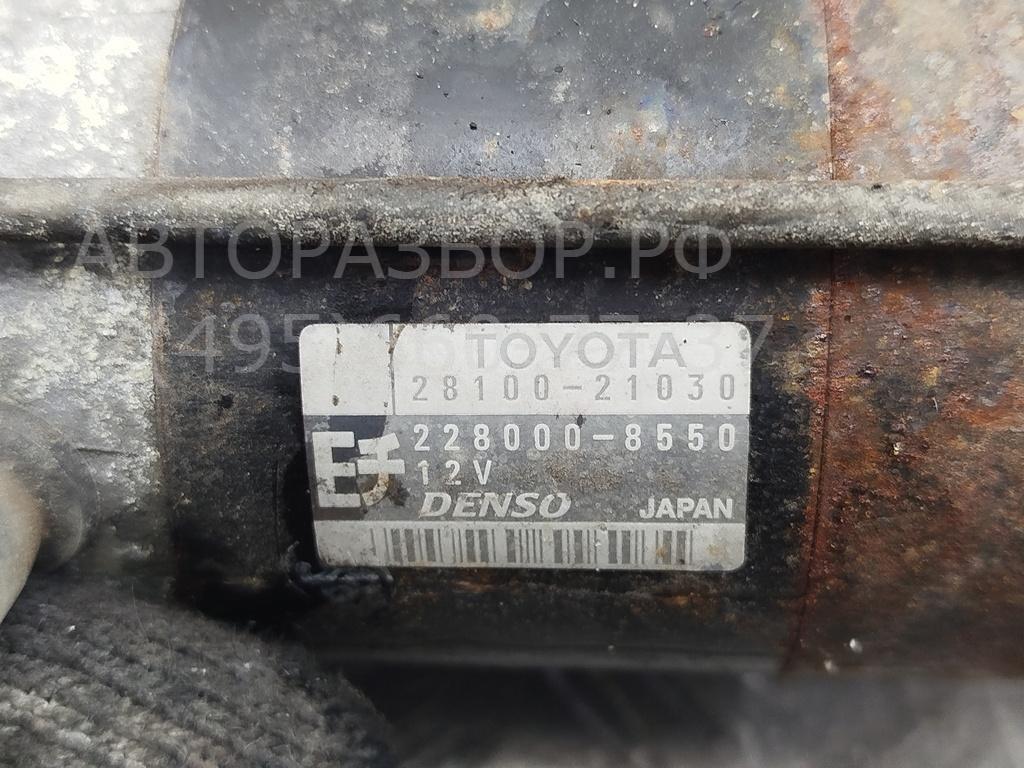 АВТОРАЗБОР.РФ
TOYOTA
28100-21030
228000-8550
12V
DENSO JAPAN